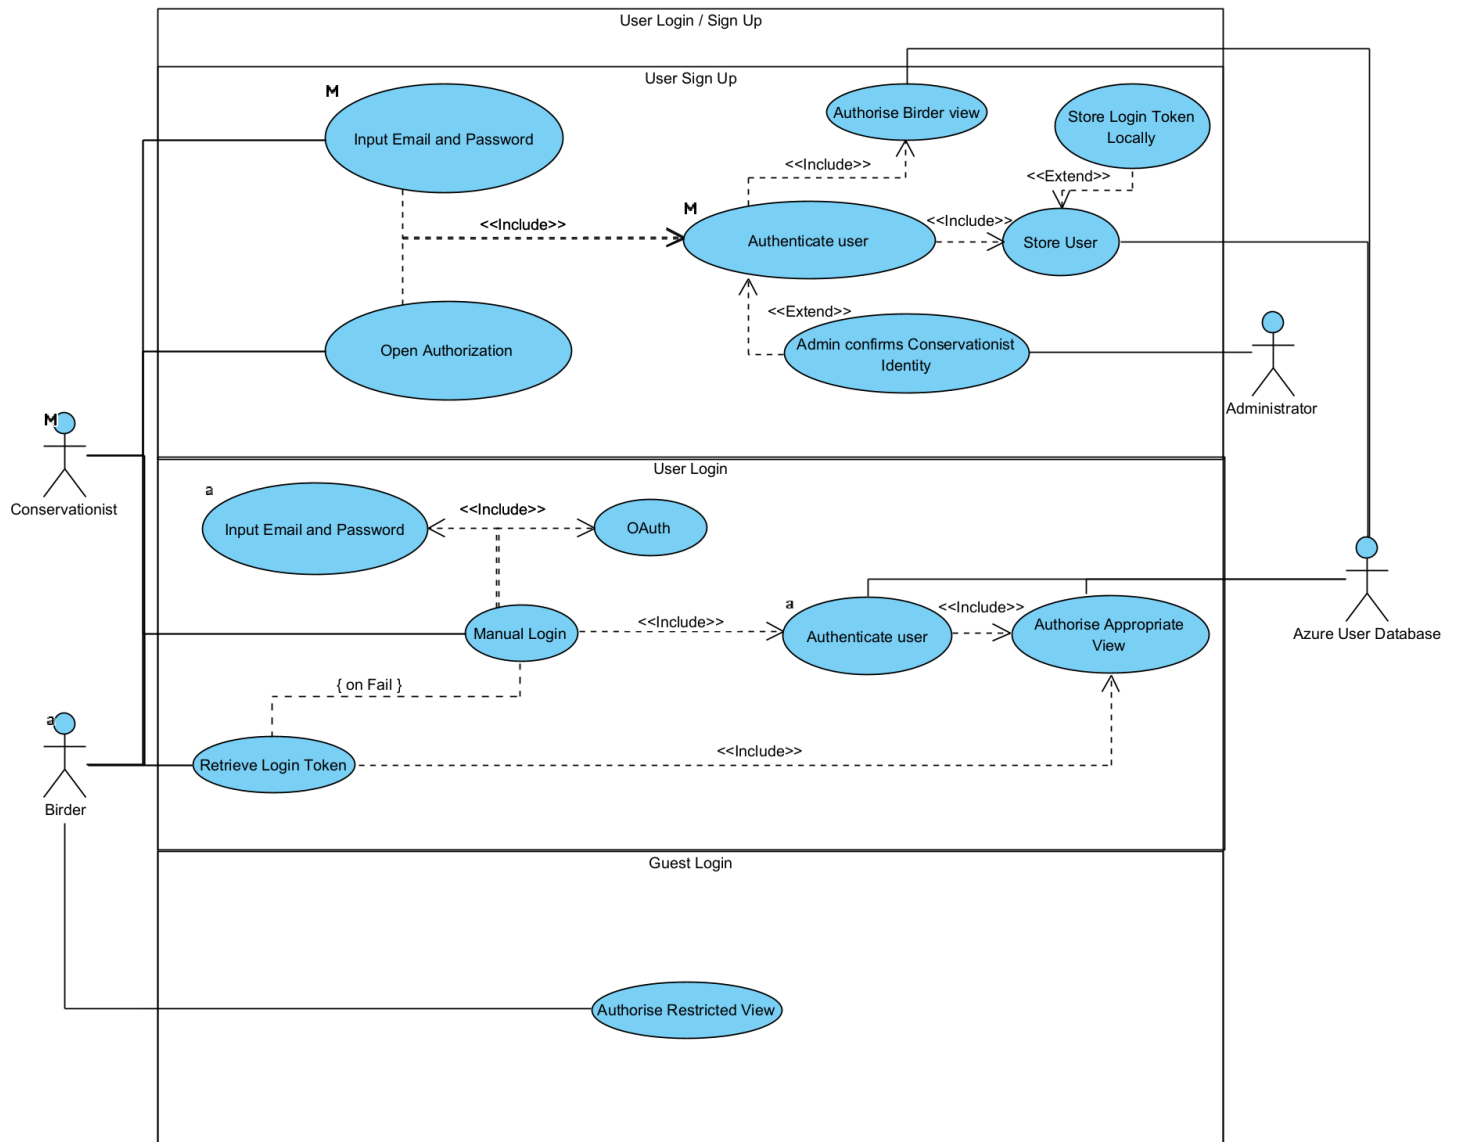 User Login / Sign Up
User Sign Up
M
Input Email and Password
Authorise Birder view
Store Login Token
Locally
<<Include>>
<<Extend>>
<<Include>>
M
Authenticate user
<<Include>>
Store User
<<Extend>>
Open Authorization
Admin confirms Conservationist
Identity
Administrator
M
Conservationist
User Login
a
Input Email and Password
<<Include>>
OAuth
Manual Login
<<Include>>
a
Authenticate user
<<Include>>
Authorise Appropriate
View
Azure User Database
{ on Fail }
a
Birder
Retrieve Login Token
<<Include>>
Guest Login
Authorise Restricted View